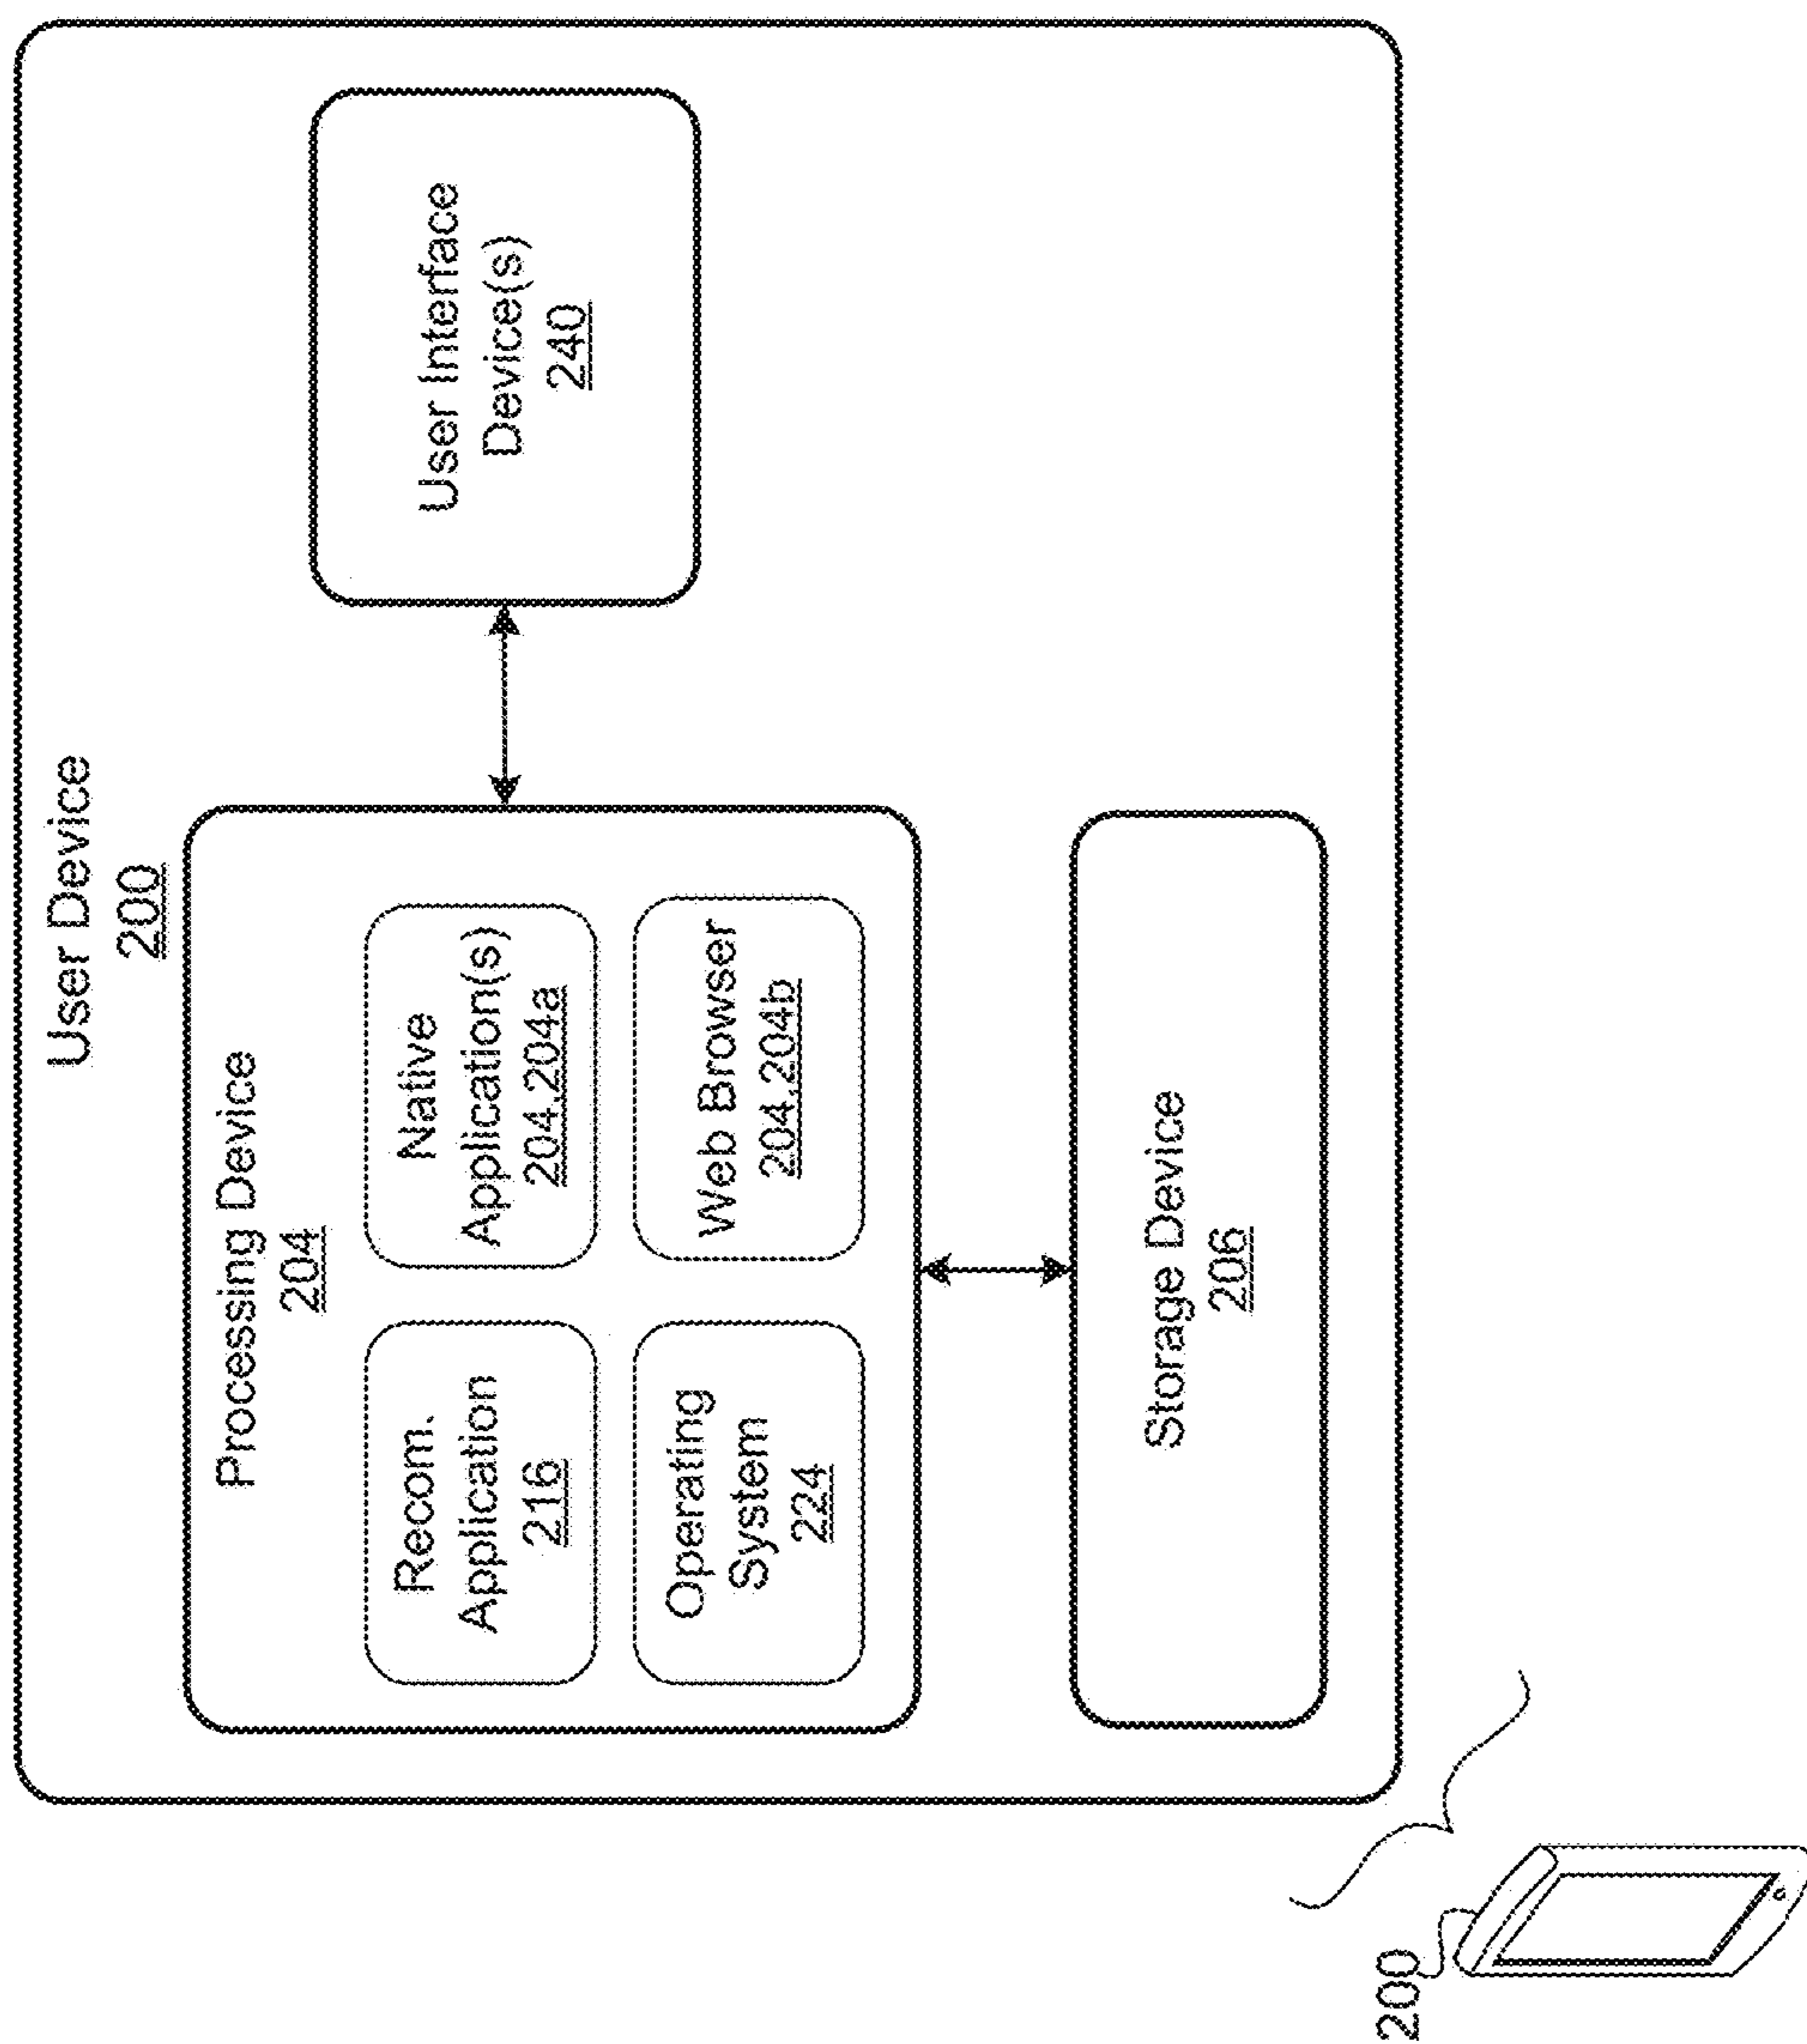 User Device
200
Processing Device
204
Recom.
Application
216
Native
Application(s)
204,204a
Operating
System
224
Web Browser
204,204b
User Interface
Device(s)
240
Storage Device
206
200